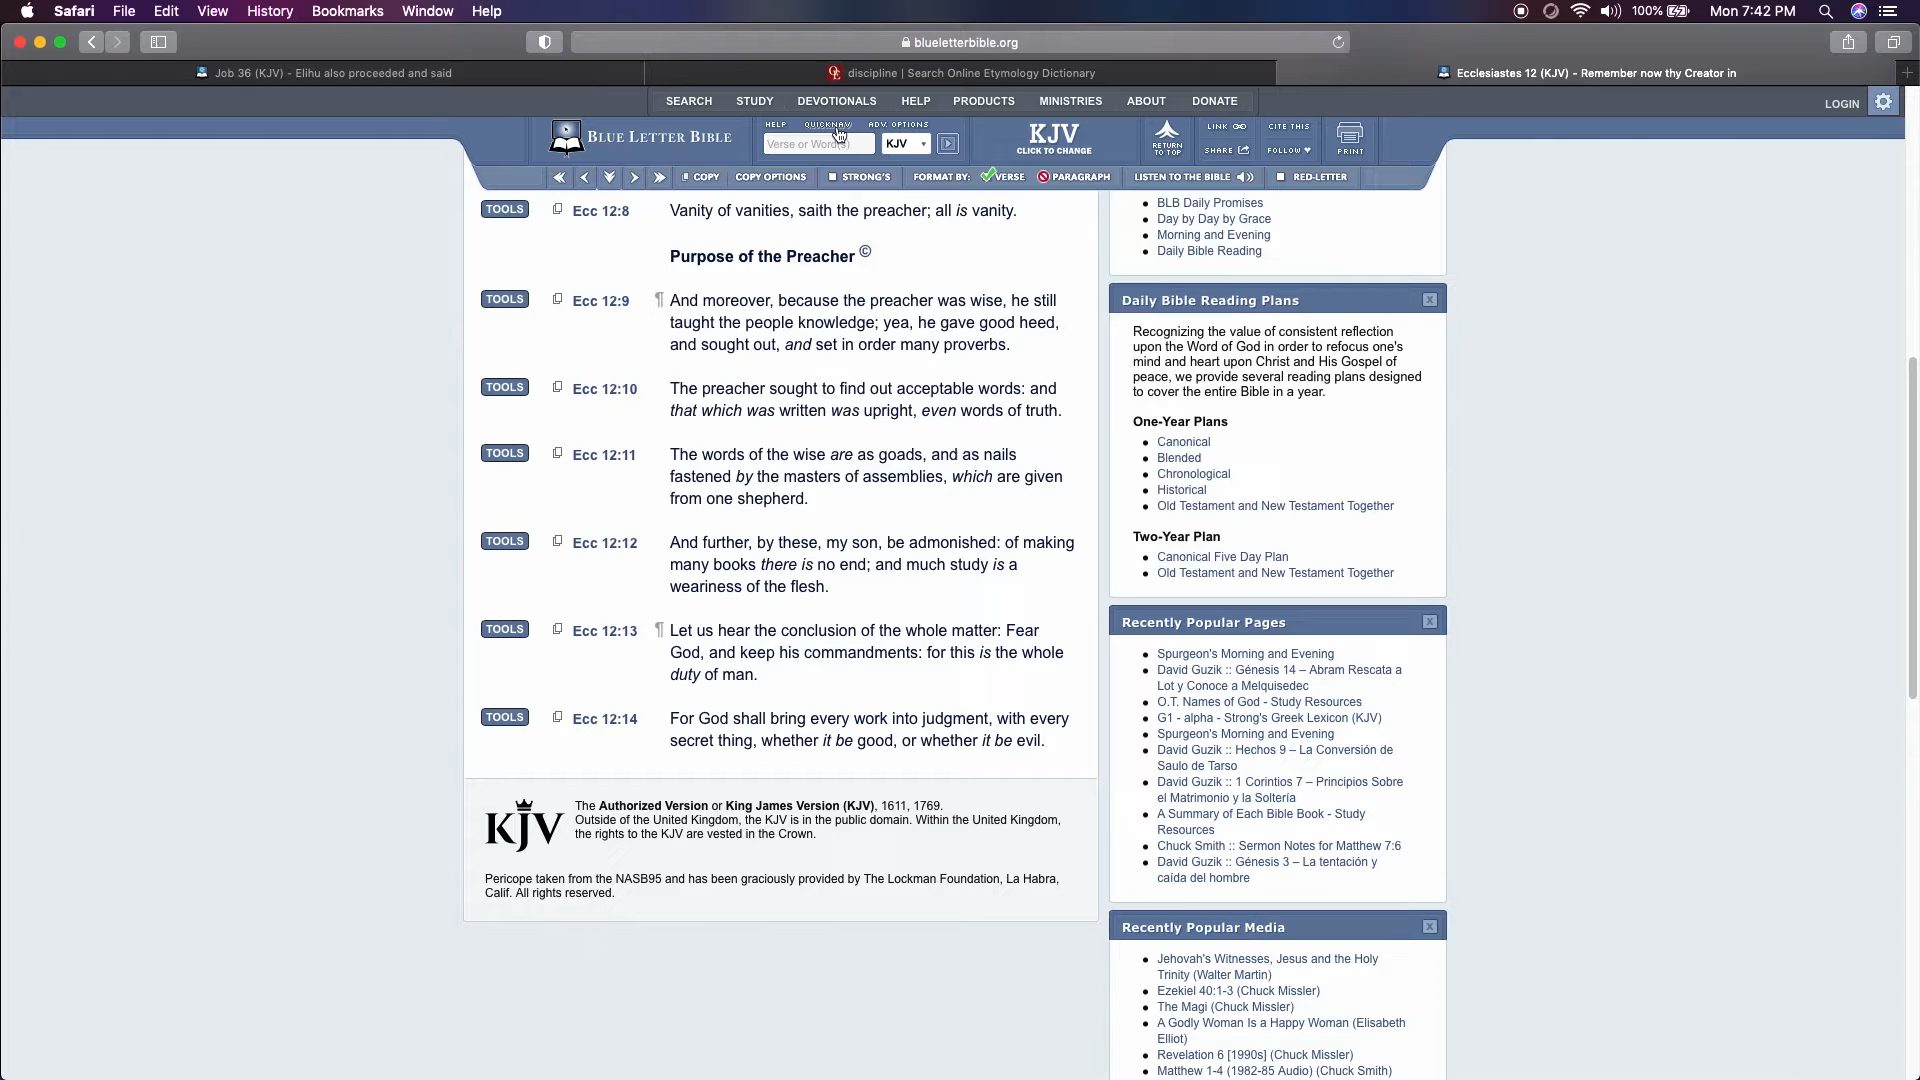 Safari File Edit View History Bookmarks Window Help
100% Mon 7:42 PM
blueletterbible.org
Job 36 (KJV) - Elihu also proceeded and said
discipline | Search Online Etymology Dictionary
Ecclesiastes 12 (KJV) - Remember now thy Creator in
SEARCH STUDY DEVOTIONALS HELP PRODUCTS MINISTRIES ABOUT DONATE
LOGIN
BLUE LETTER BIBLE
HELP QUICKNAV ADV. OPTIONS
Verse or Word(s) KJV
KJV
CLICK TO CHANGE
RETURN
TO TOP
LINK CITE THIS
SHARE FOLLOW
PRINT
COPY COPY OPTIONS STRONG'S FORMAT BY: VERSE PARAGRAPH LISTEN TO THE BIBLE RED-LETTER
TOOLS Ecc 12:8 Vanity of vanities, saith the preacher; all is vanity.
Purpose of the Preacher ©
TOOLS Ecc 12:9 ¶ And moreover, because the preacher was wise, he still
taught the people knowledge; yea, he gave good heed,
and sought out, and set in order many proverbs.
TOOLS Ecc 12:10 The preacher sought to find out acceptable words: and
that which was written was upright, even words of truth.
TOOLS Ecc 12:11 The words of the wise are as goads, and as nails
fastened by the masters of assemblies, which are given
from one shepherd.
TOOLS Ecc 12:12 And further, by these, my son, be admonished: of making
many books there is no end; and much study is a
weariness of the flesh.
TOOLS Ecc 12:13 ¶ Let us hear the conclusion of the whole matter: Fear
God, and keep his commandments: for this is the whole
duty of man.
TOOLS Ecc 12:14 For God shall bring every work into judgment, with every
secret thing, whether it be good, or whether it be evil.
KJV
The Authorized Version or King James Version (KJV), 1611, 1769.
Outside of the United Kingdom, the KJV is in the public domain. Within the United Kingdom,
the rights to the KJV are vested in the Crown.
Pericope taken from the NASB95 and has been graciously provided by The Lockman Foundation, La Habra,
Calif. All rights reserved.
BLB Daily Promises
Day by Day by Grace
Morning and Evening
Daily Bible Reading
Daily Bible Reading Plans x
Recognizing the value of consistent reflection
upon the Word of God in order to refocus one's
mind and heart upon Christ and His Gospel of
peace, we provide several reading plans designed
to cover the entire Bible in a year.
One-Year Plans
Canonical
Blended
Chronological
Historical
Old Testament and New Testament Together
Two-Year Plan
Canonical Five Day Plan
Old Testament and New Testament Together
Recently Popular Pages x
Spurgeon's Morning and Evening
David Guzik :: Génesis 14 – Abram Rescata a
Lot y Conoce a Melquisedec
O.T. Names of God - Study Resources
G1 - alpha - Strong's Greek Lexicon (KJV)
Spurgeon's Morning and Evening
David Guzik :: Hechos 9 – La Conversión de
Saulo de Tarso
David Guzik :: 1 Corintios 7 – Principios Sobre
el Matrimonio y la Soltería
A Summary of Each Bible Book - Study
Resources
Chuck Smith :: Sermon Notes for Matthew 7:6
David Guzik :: Génesis 3 – La tentación y
caída del hombre
Recently Popular Media x
Jehovah's Witnesses, Jesus and the Holy
Trinity (Walter Martin)
Ezekiel 40:1-3 (Chuck Missler)
The Magi (Chuck Missler)
A Godly Woman Is a Happy Woman (Elisabeth
Elliot)
Revelation 6 [1990s] (Chuck Missler)
Matthew 1-4 (1982-85 Audio) (Chuck Smith)